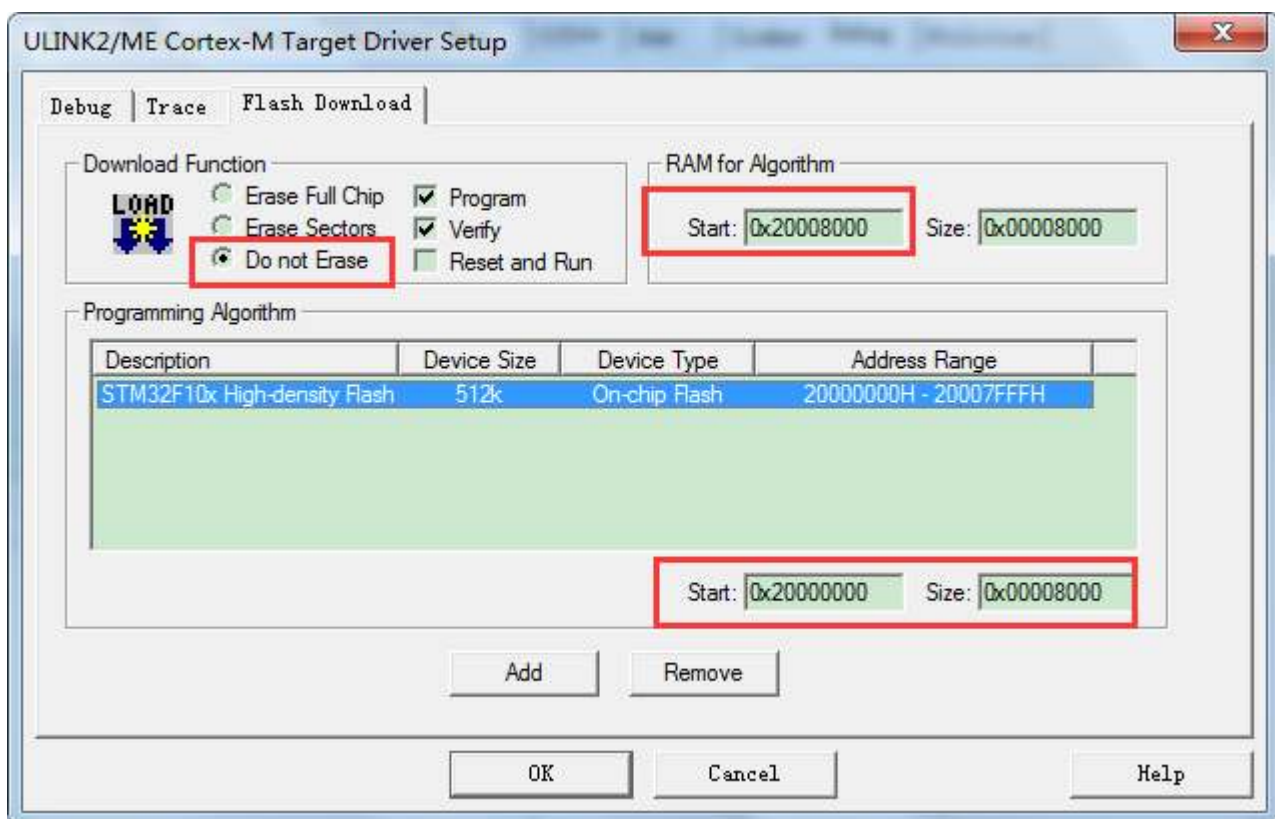 ULINK2/ME Cortex-M Target Driver Setup
Debug Trace Flash Download
Download Function
LOAD
Erase Full Chip
Erase Sectors
Do not Erase
Program
Verify
Reset and Run
RAM for Algorithm
Start: 0x20008000 Size: 0x00008000
Programming Algorithm
Description Device Size Device Type Address Range
STM32F10x High-density Flash 512k On-chip Flash 20000000H - 20007FFFH
Start: 0x20000000 Size: 0x00008000
Add Remove
OK Cancel Help